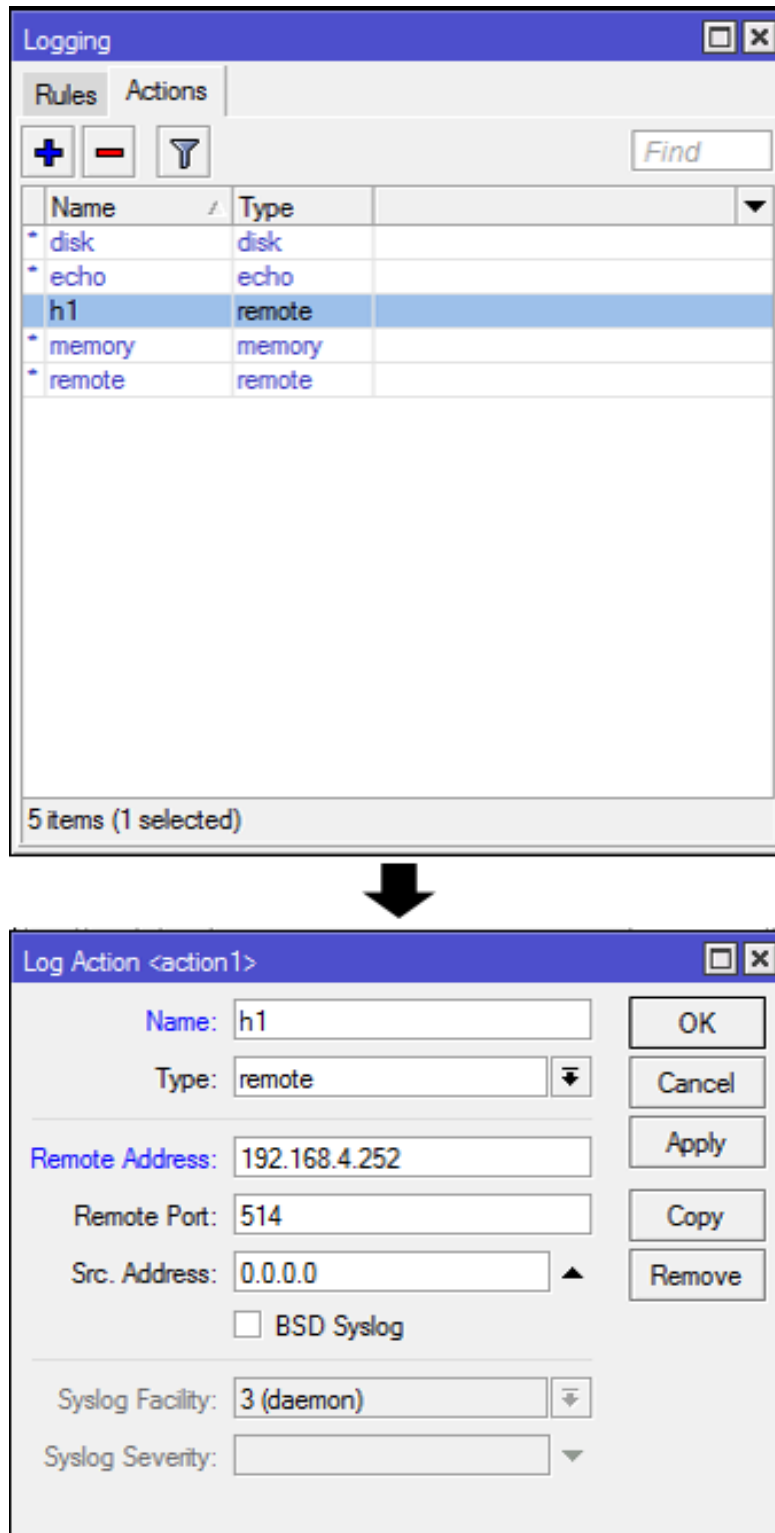 Logging
Rules Actions
Find
Name Type
* disk disk
* echo echo
h1 remote
* memory memory
* remote remote
5 items (1 selected)
Log Action <action1>
Name: h1 OK
Type: remote Cancel
Remote Address: 192.168.4.252 Apply
Remote Port: 514 Copy
Src. Address: 0.0.0.0 Remove
BSD Syslog
Syslog Facility: 3 (daemon)
Syslog Severity: